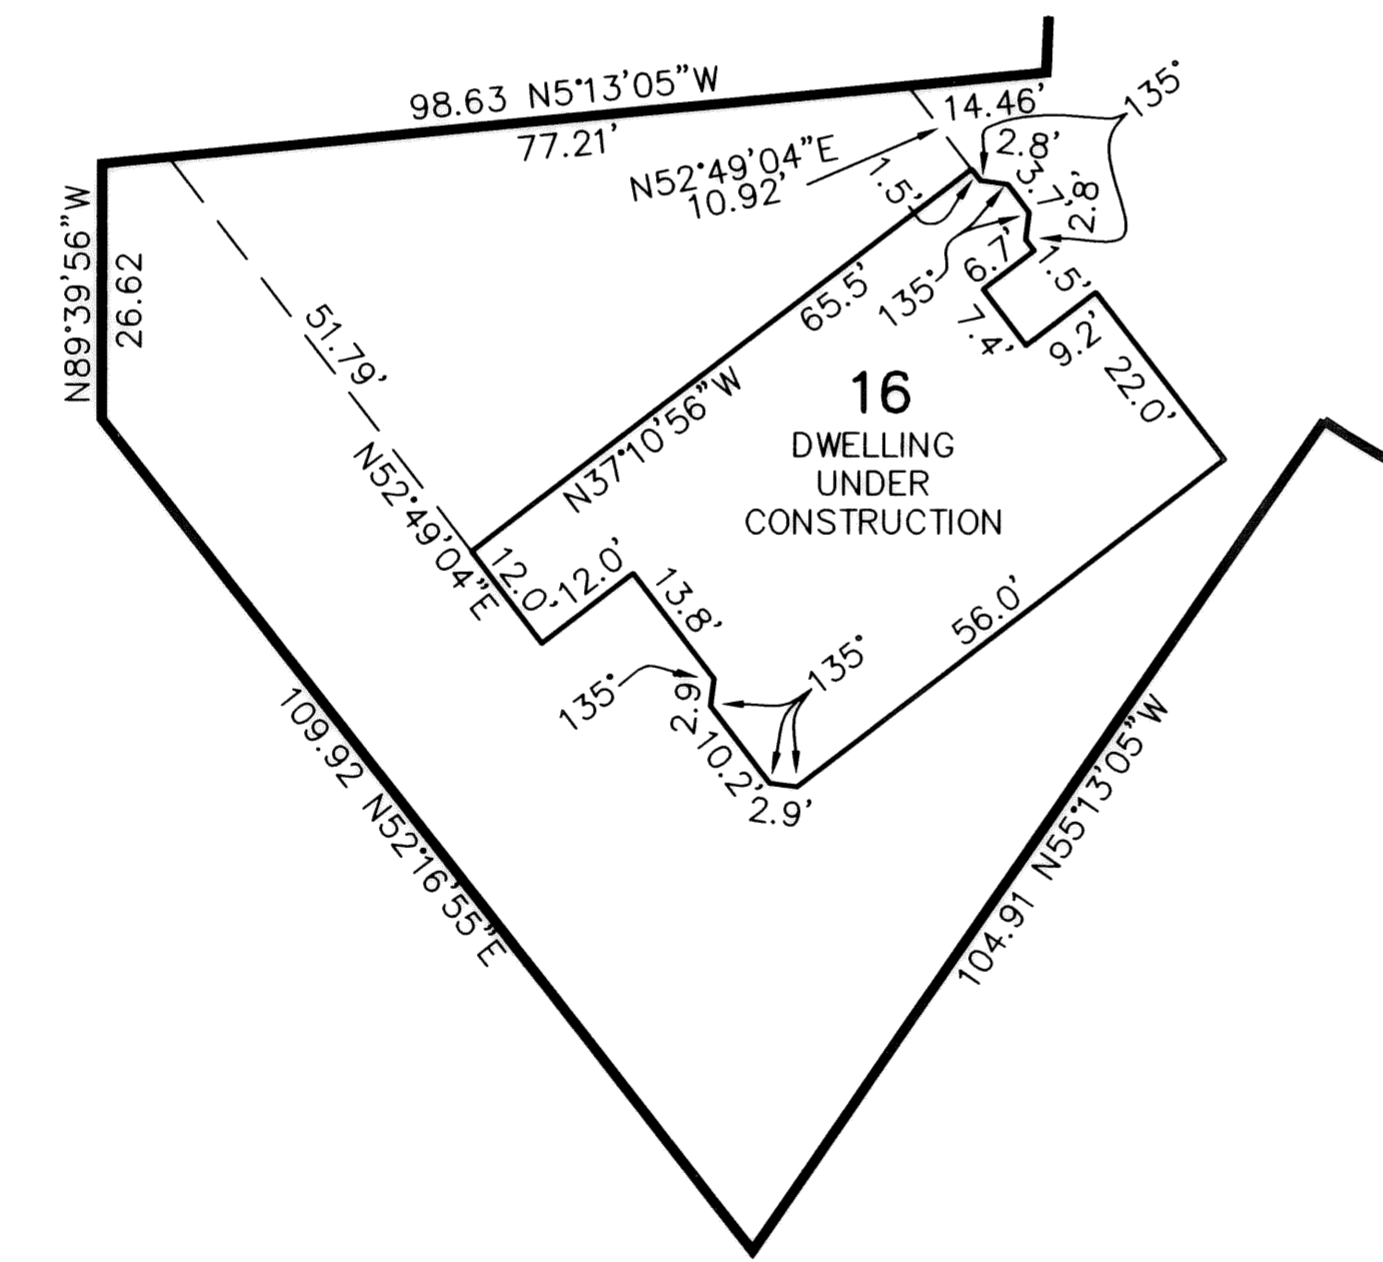 98.63 N5°13'05"W
77.21'
14.46'
135°
N52°49'04"E
10.92'
2.8'
1.5'
3.7'
2.8'
N89°39'56"W
26.62
135°
6.7'
1.5'
51.79'
65.5'
7.4'
9.2'
22.0'
N37°10'56"W
16
DWELLING
UNDER
CONSTRUCTION
N52°49'04"E
12.0'
12.0'
13.8'
56.0'
135°
135°
2.9
10.2'
2.9'
109.92 N52°16'55"E
104.91 N55°13'05"W